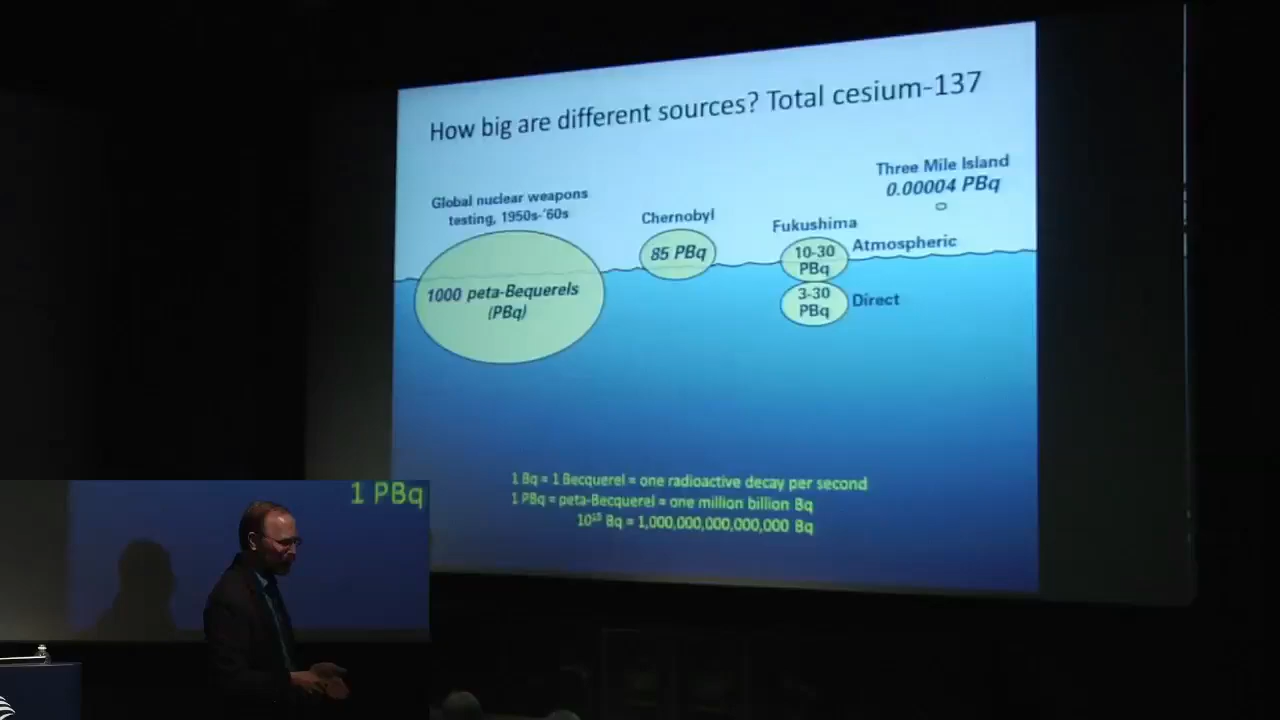 How big are different sources? Total cesium-137
Three Mile Island
0.00004 PBq
Global nuclear weapons
testing, 1950s-'60s
Chernobyl
Fukushima
85 PBq
10-30
PBq
Atmospheric
1000 peta-Bequerels
(PBq)
3-30
PBq
Direct
1 Bq = 1 Becquerel = one radioactive decay per second
1 PBq = peta-Becquerel = one million billion Bq
10¹⁵ Bq = 1,000,000,000,000,000 Bq
1 PBq